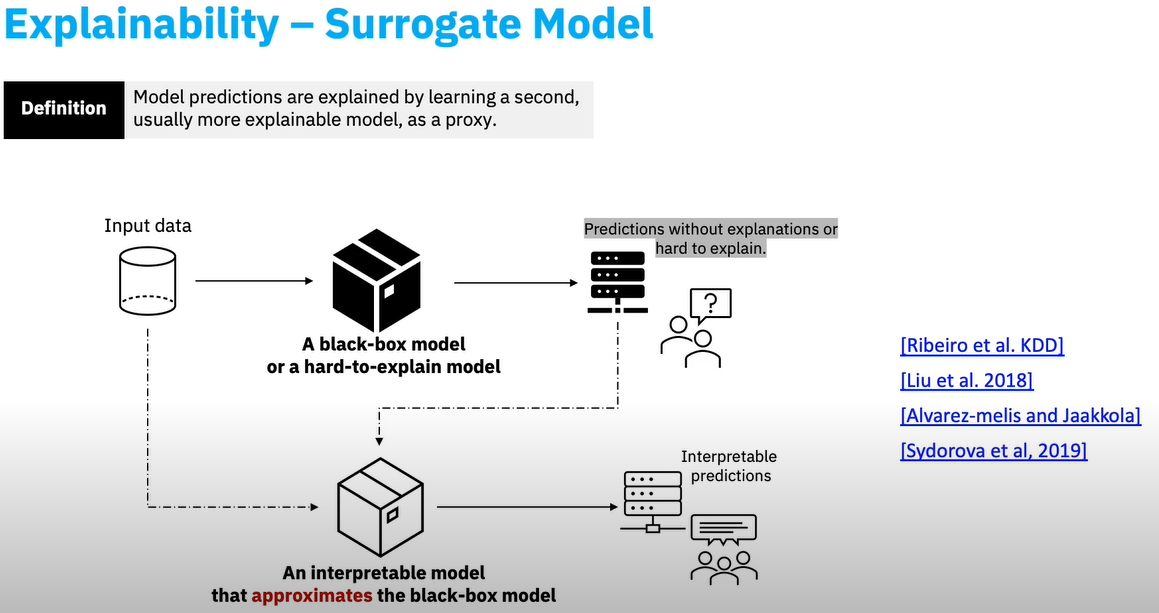 Explainability – Surrogate Model
Definition
Model predictions are explained by learning a second,
usually more explainable model, as a proxy.
Input data
Predictions without explanations or
hard to explain.
?
A black-box model
or a hard-to-explain model
[Ribeiro et al. KDD]
[Liu et al. 2018]
[Alvarez-melis and Jaakkola]
[Sydorova et al, 2019]
Interpretable
predictions
An interpretable model
that approximates the black-box model